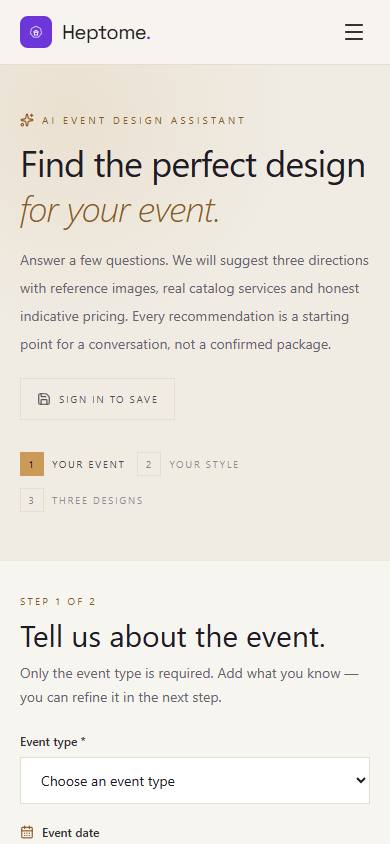 Heptome.
AI EVENT DESIGN ASSISTANT
Find the perfect design
for your event.
Answer a few questions. We will suggest three directions
with reference images, real catalog services and honest
indicative pricing. Every recommendation is a starting
point for a conversation, not a confirmed package.
SIGN IN TO SAVE
1 YOUR EVENT 2 YOUR STYLE
3 THREE DESIGNS
STEP 1 OF 2
Tell us about the event.
Only the event type is required. Add what you know —
you can refine it in the next step.
Event type *
Choose an event type
Event date